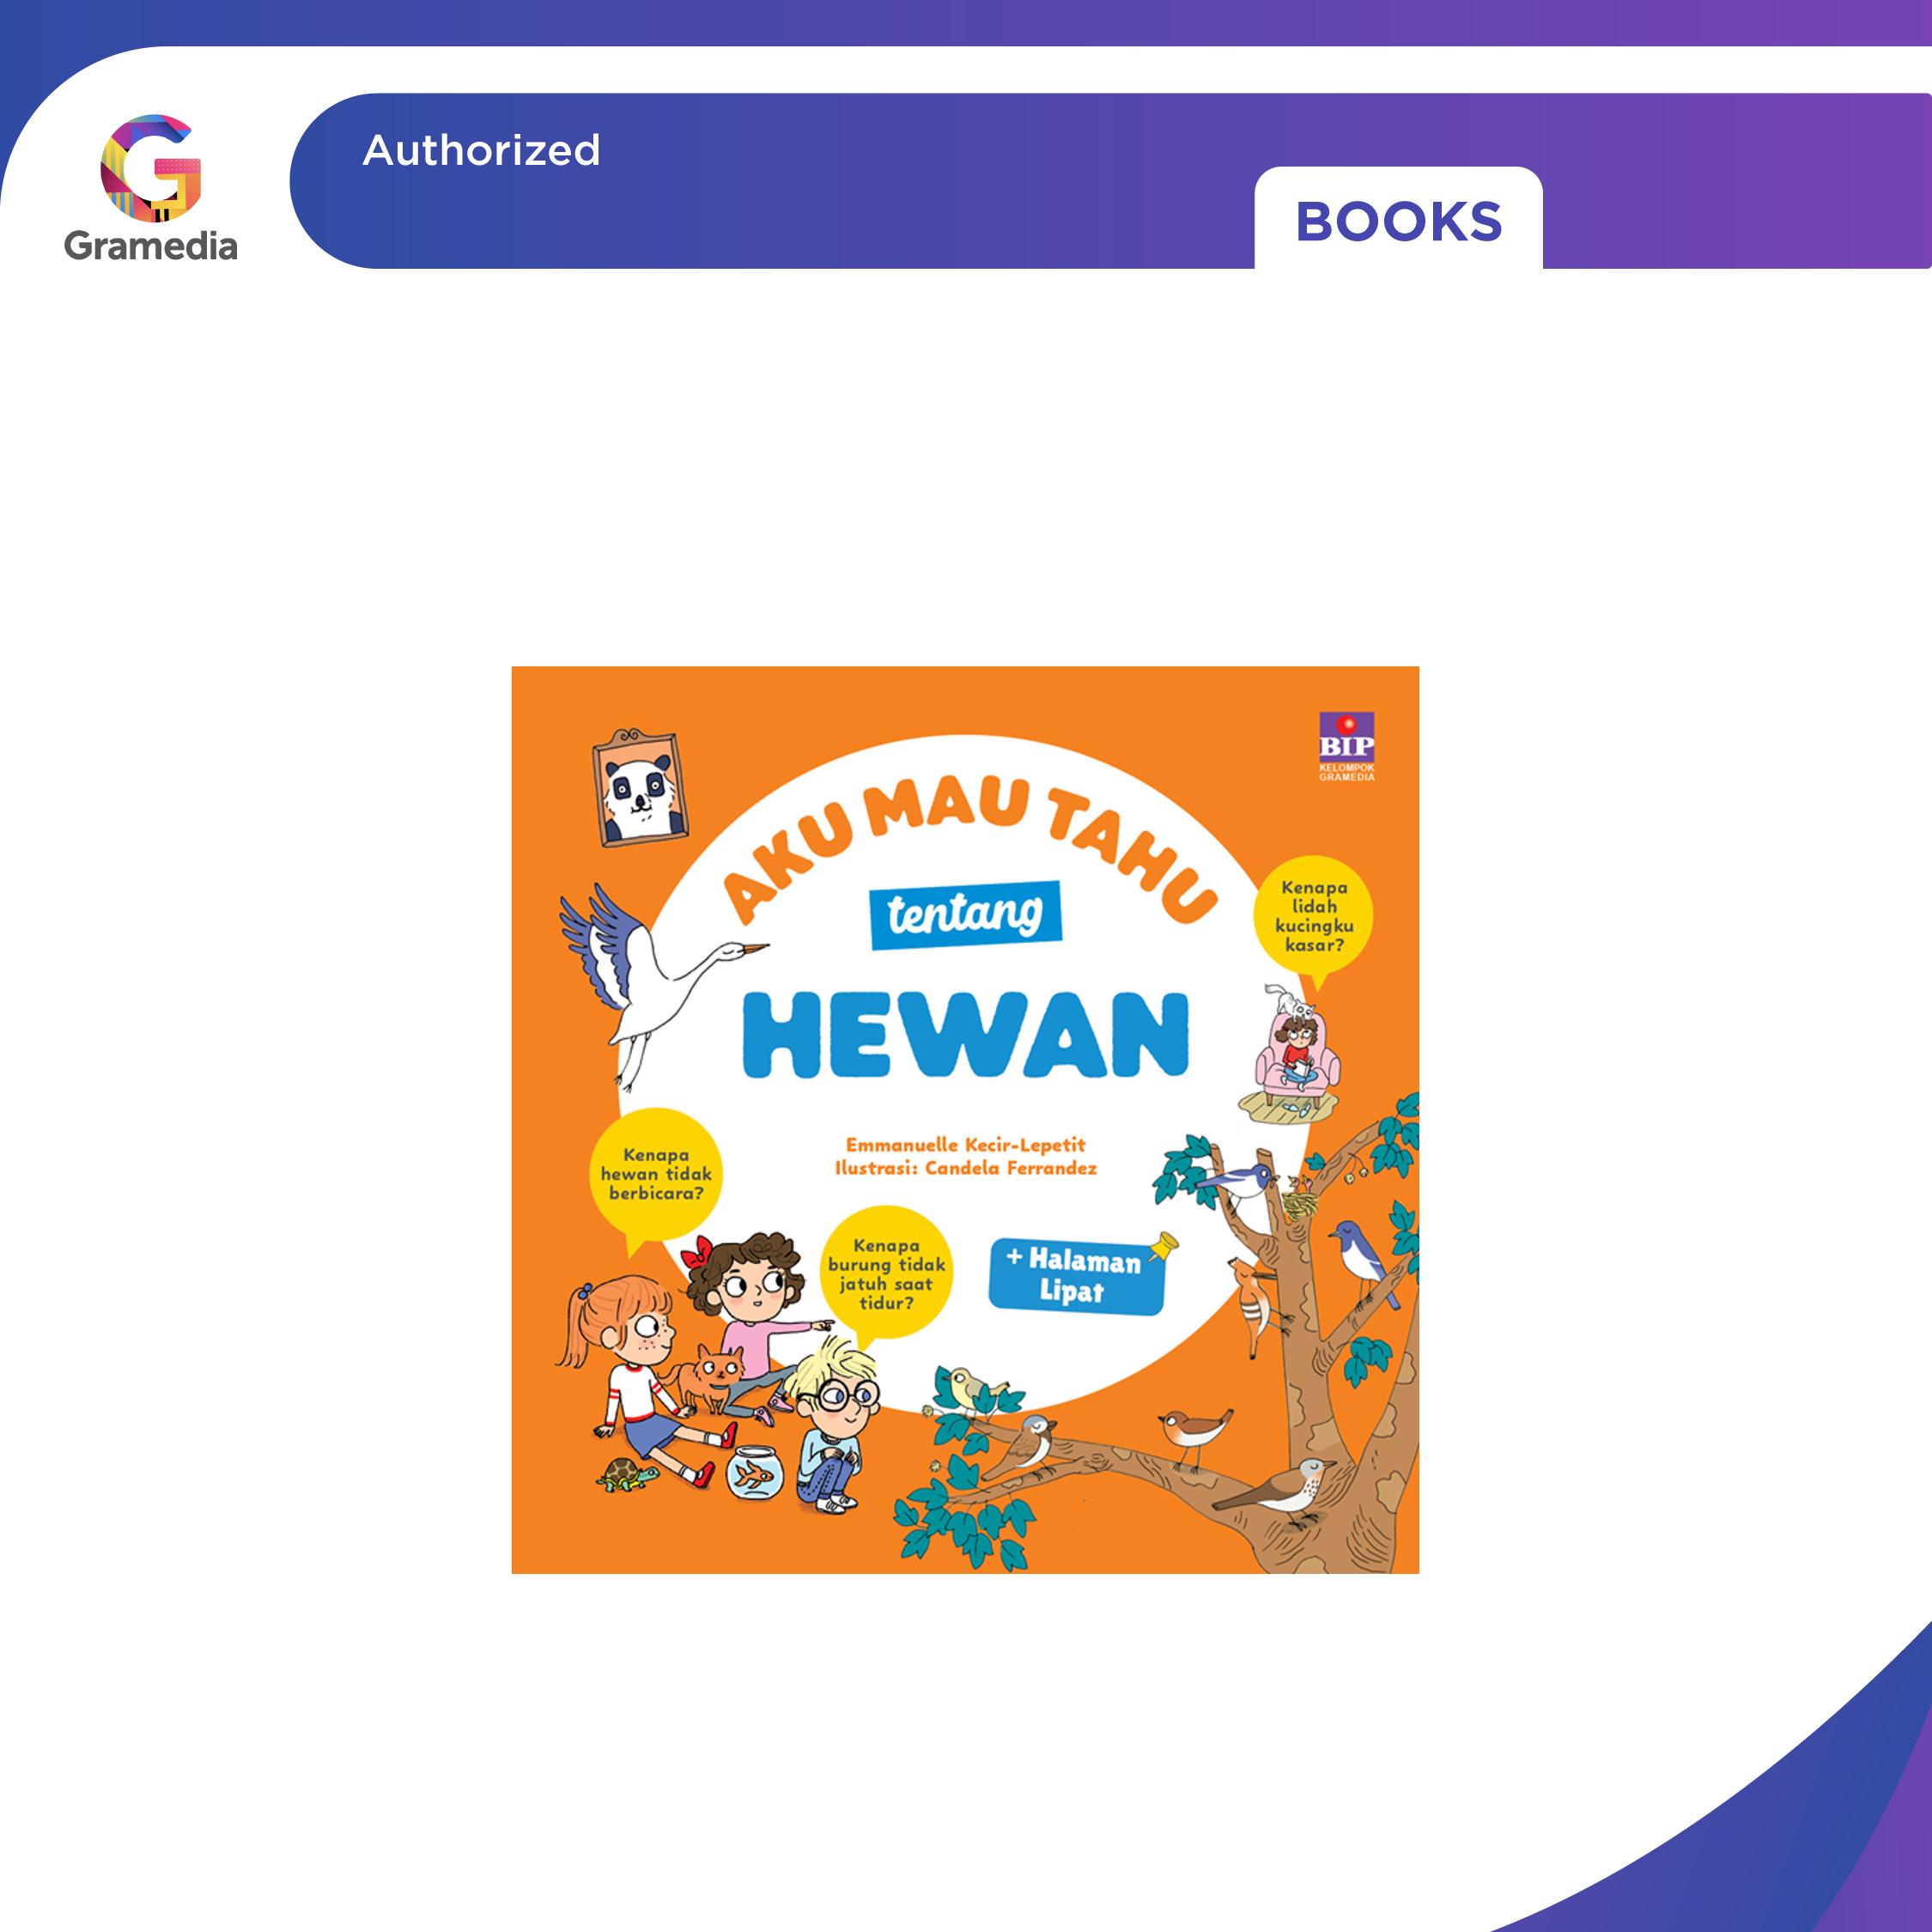 Gramedia
Authorized
BOOKS
BIP
KELOMPOK
GRAMEDIA
AKU MAU TAHU
tentang
HEWAN
Kenapa
lidah
kucingku
kasar?
Emmanuelle Kecir-Lepetit
Ilustrasi: Candela Ferrandez
Kenapa
hewan tidak
berbicara?
Kenapa
burung tidak
jatuh saat
tidur?
+ Halaman
Lipat